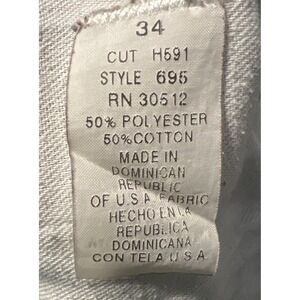 34
CUT H591
STYLE 695
RN 30512
50% POLYESTER
50% COTTON
MADE IN
DOMINICAN
REPUBLIC
OF U.S.A. FABRIC
HECHO EN LA
REPUBLICA
DOMINICANA
CON TELA U.S.A